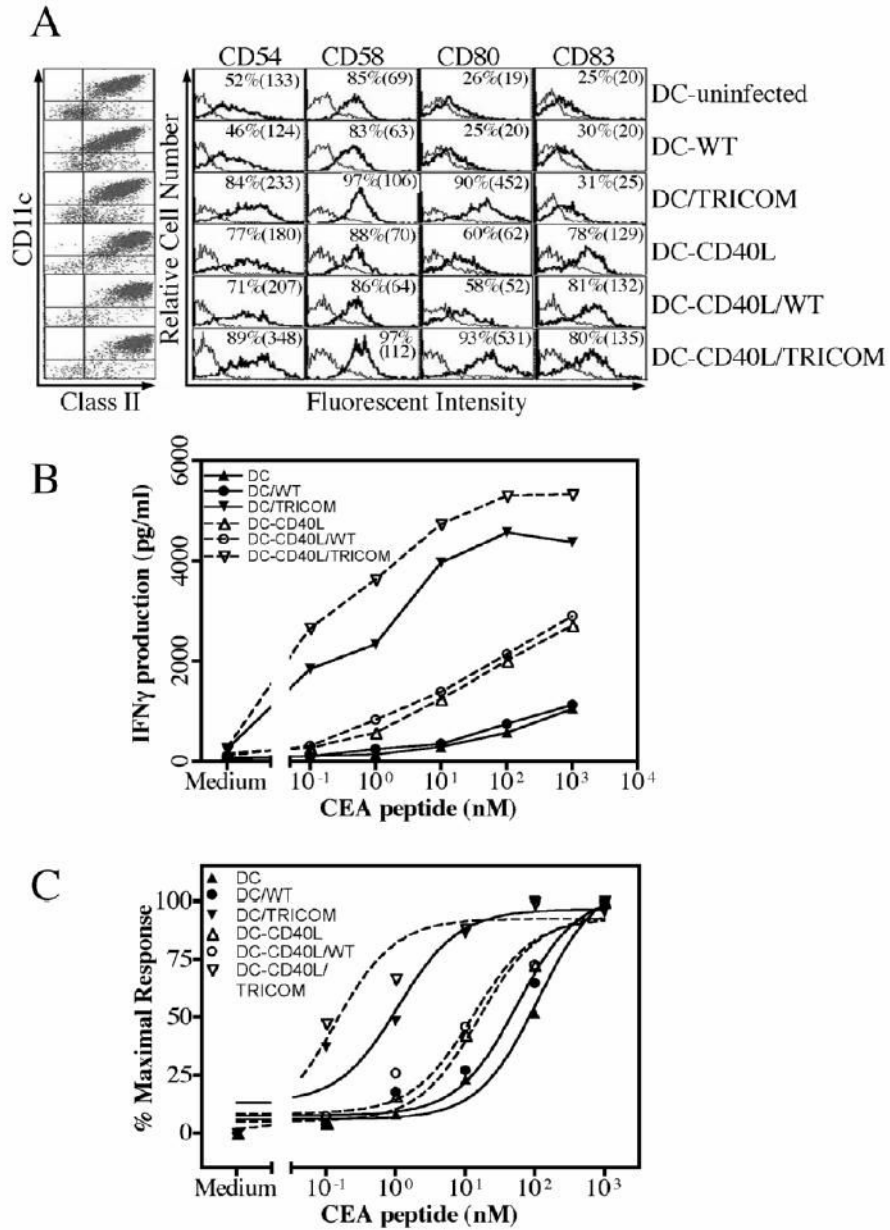 A
CD54 CD58 CD80 CD83
52%(133) 85%(69) 26%(19) 25%(20) DC-uninfected
46%(124) 83%(63) 25%(20) 30%(20) DC-WT
84%(233) 97%(106) 90%(452) 31%(25) DC/TRICOM
77%(180) 88%(70) 60%(62) 78%(129) DC-CD40L
71%(207) 86%(64) 58%(52) 81%(132) DC-CD40L/WT
89%(348) 97% (112) 93%(531) 80%(135) DC-CD40L/TRICOM
CD11c
Relative Cell Number
Class II
Fluorescent Intensity
B
IFNγ production (pg/ml)
6000
4000
2000
0
DC
DC/WT
DC/TRICOM
DC-CD40L
DC-CD40L/WT
DC-CD40L/TRICOM
Medium 10⁻¹ 10⁰ 10¹ 10² 10³ 10⁴
CEA peptide (nM)
C
% Maximal Response
100
75
50
25
0
DC
DC/WT
DC/TRICOM
DC-CD40L
DC-CD40L/WT
DC-CD40L/
TRICOM
Medium 10⁻¹ 10⁰ 10¹ 10² 10³
CEA peptide (nM)